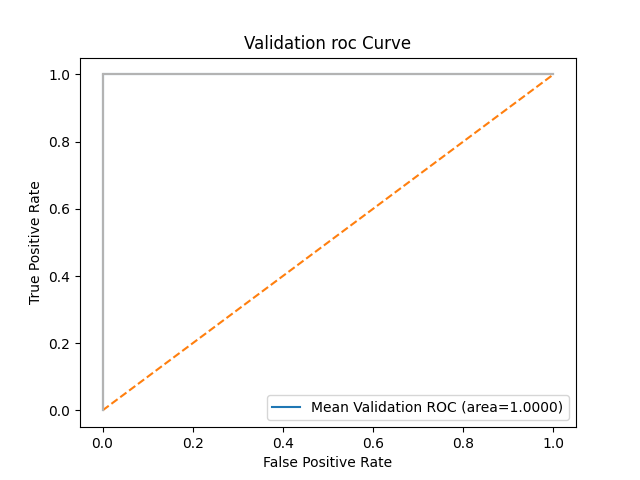 Validation roc Curve
True Positive Rate
1.0
0.8
0.6
0.4
0.2
0.0
Mean Validation ROC (area=1.0000)
0.0 0.2 0.4 0.6 0.8 1.0
False Positive Rate